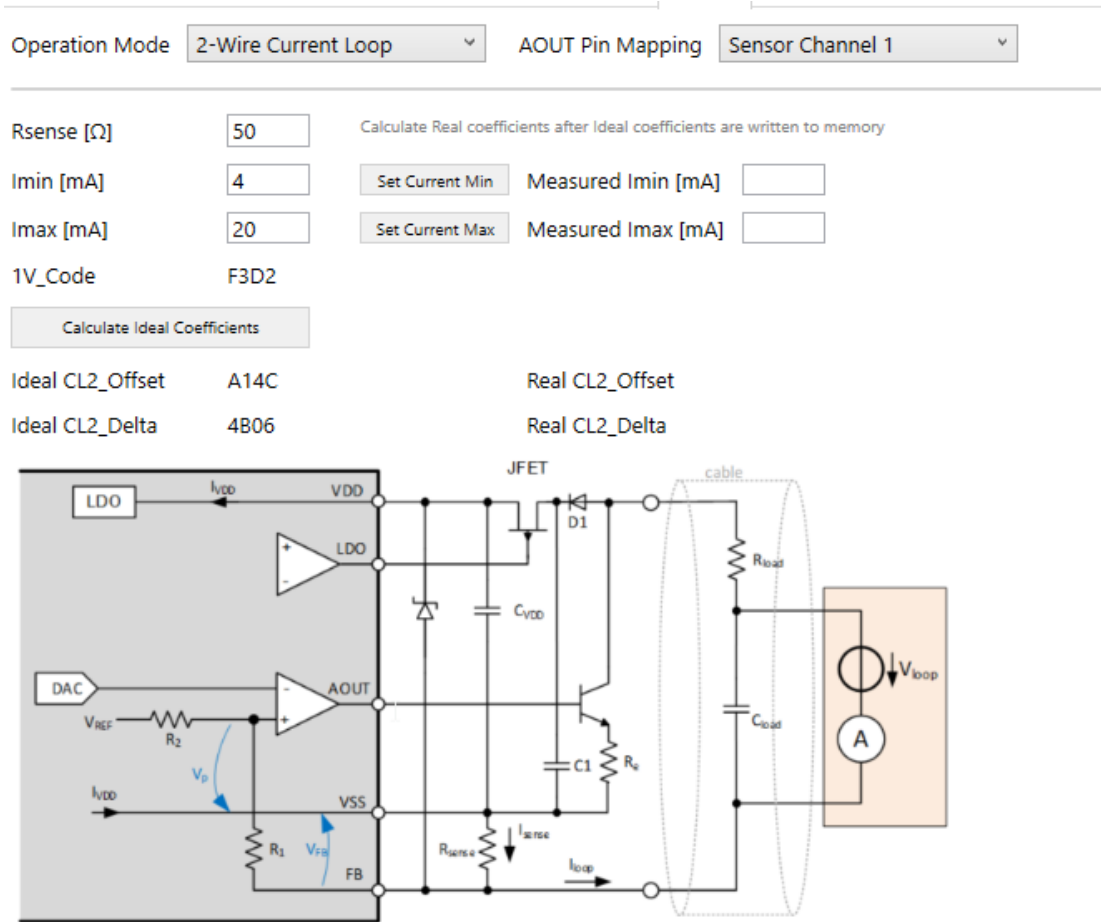 Operation Mode 2-Wire Current Loop AOUT Pin Mapping Sensor Channel 1
Rsense [Ω] 50 Calculate Real coefficients after Ideal coefficients are written to memory
Imin [mA] 4 Set Current Min Measured Imin [mA]
Imax [mA] 20 Set Current Max Measured Imax [mA]
1V_Code F3D2
Calculate Ideal Coefficients
Ideal CL2_Offset A14C Real CL2_Offset
Ideal CL2_Delta 4B06 Real CL2_Delta
JFET
cable
LDO
IVDD
VDD
D1
+
-
LDO
Rload
CVDD
Vloop
DAC
-
AOUT
VREF
+
R2
Cload
A
Vp
C1
Re
IVDD
VSS
Isense
R1
VFB
Rsense
Iloop
FB